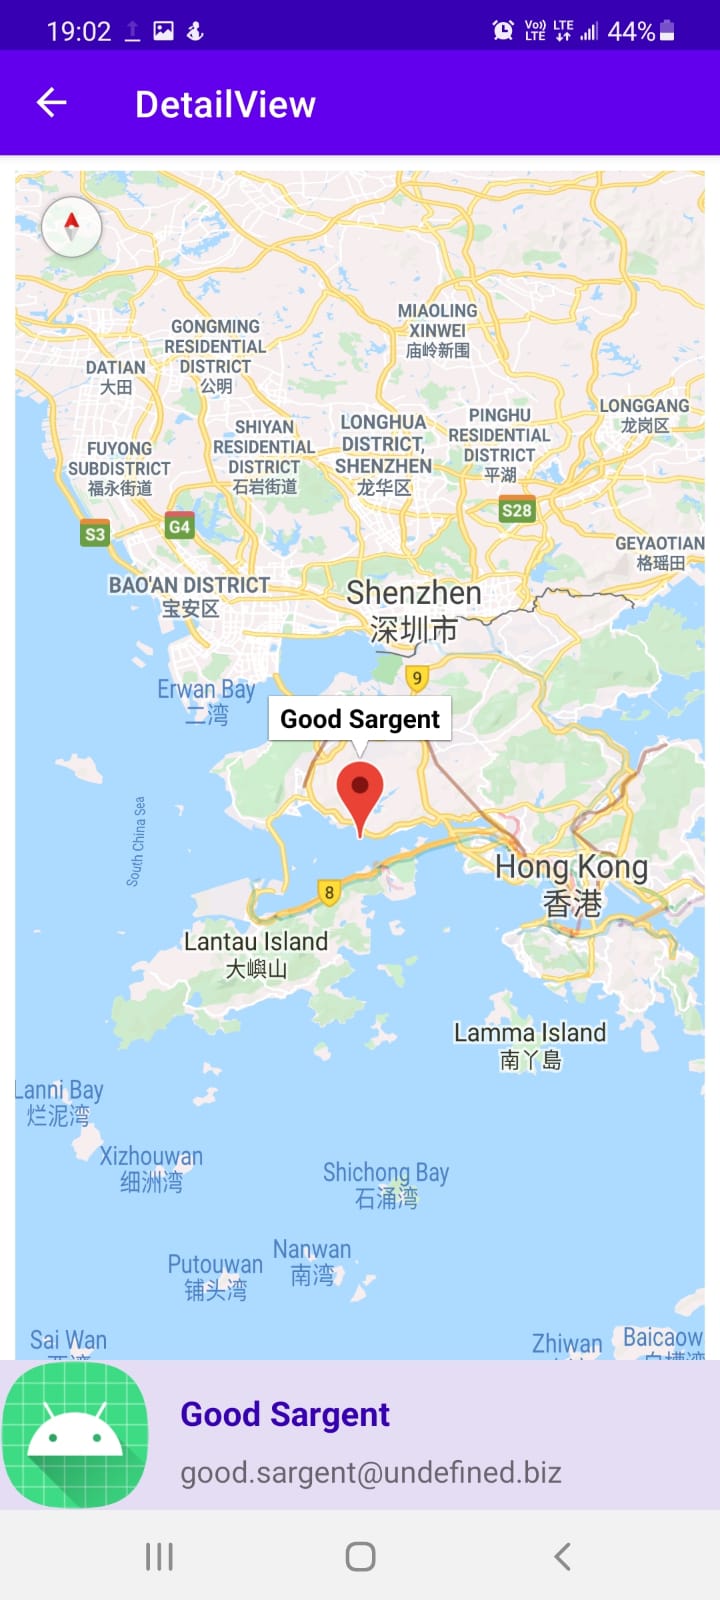 19:02
Vo)) LTE
LTE 44%
DetailView
MIAOLING
XINWEI
庙岭新围
GONGMING
RESIDENTIAL
DISTRICT
公明
DATIAN
大田
LONGGANG
龙岗区
PINGHU
RESIDENTIAL
DISTRICT
平湖
LONGHUA
DISTRICT,
SHENZHEN
龙华区
SHIYAN
RESIDENTIAL
DISTRICT
石岩街道
FUYONG
SUBDISTRICT
福永街道
S28
G4
S3
GEYAOTIAN
格瑶田
BAO'AN DISTRICT
宝安区
Shenzhen
深圳市
9
Erwan Bay
二湾
Good Sargent
South China Sea
Hong Kong
香港
8
Lantau Island
大嶼山
Lamma Island
南丫島
Lanni Bay
烂泥湾
Xizhouwan
细洲湾
Shichong Bay
石涌湾
Nanwan
南湾
Putouwan
铺头湾
Sai Wan
Zhiwan
Baicaow
Good Sargent
good.sargent@undefined.biz